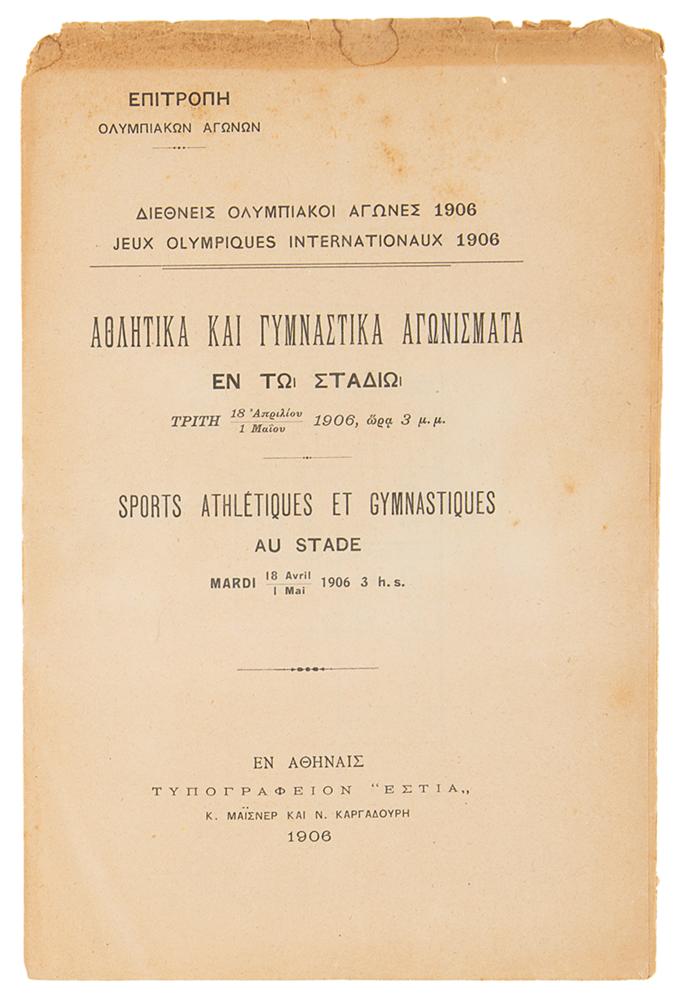 ΕΠΙΤΡΟΠΗ
ΟΛΥΜΠΙΑΚΩΝ ΑΓΩΝΩΝ
ΔΙΕΘΝΕΙΣ ΟΛΥΜΠΙΑΚΟΙ ΑΓΩΝΕΣ 1906
JEUX OLYMPIQUES INTERNATIONAUX 1906
ΑΘΛΗΤΙΚΑ ΚΑΙ ΓΥΜΝΑΣΤΙΚΑ ΑΓΩΝΙΣΜΑΤΑ
ΕΝ ΤΩι ΣΤΑΔΙΩι
ΤΡΙΤΗ 18 Ἀπριλίου / 1 Μαΐου 1906, ὥρᾳ 3 μ.μ.
SPORTS ATHLÉTIQUES ET GYMNASTIQUES
AU STADE
MARDI 18 Avril / 1 Mai 1906 3 h. s.
ΕΝ ΑΘΗΝΑΙΣ
ΤΥΠΟΓΡΑΦΕΙΟΝ “ΕΣΤΙΑ„
Κ. ΜΑΪΣΝΕΡ ΚΑΙ Ν. ΚΑΡΓΑΔΟΥΡΗ
1906